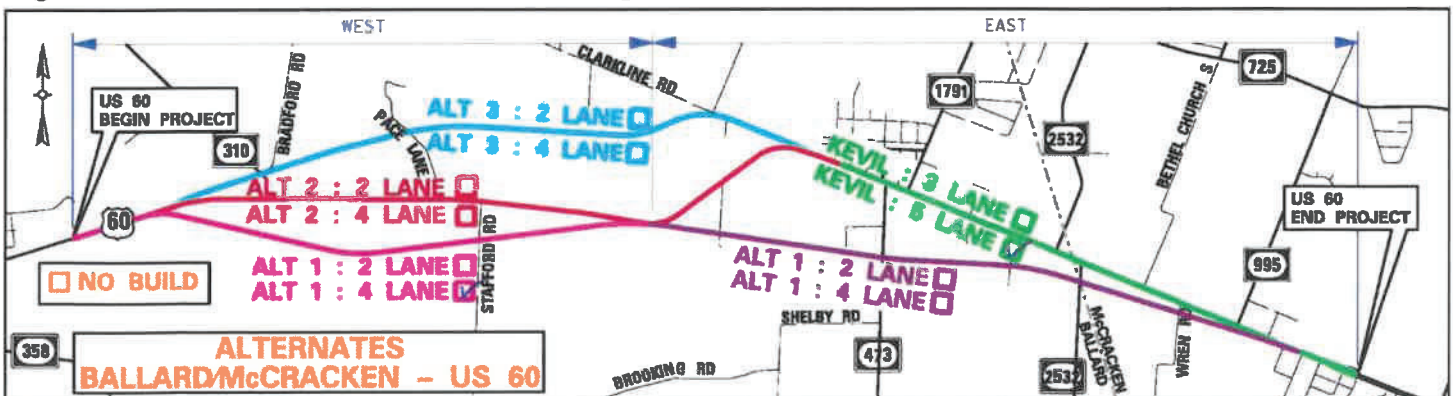 WEST
EAST
US 60
BEGIN PROJECT
310
BRADFORD RD
PACE LANE
CLARKLINE RD
ALT 3 : 2 LANE
ALT 3 : 4 LANE
1791
2532
BETHEL CHURCH S
725
60
ALT 2 : 2 LANE
ALT 2 : 4 LANE
STAFFORD RD
KEVIL : 3 LANE
KEVIL : 5 LANE
US 60
END PROJECT
NO BUILD
ALT 1 : 2 LANE
ALT 1 : 4 LANE
ALT 1 : 2 LANE
ALT 1 : 4 LANE
995
358
ALTERNATES
BALLARD/McCRACKEN - US 60
SHELBY RD
BROOKING RD
473
2532
McCRACKEN
BALLARD
WREN RD